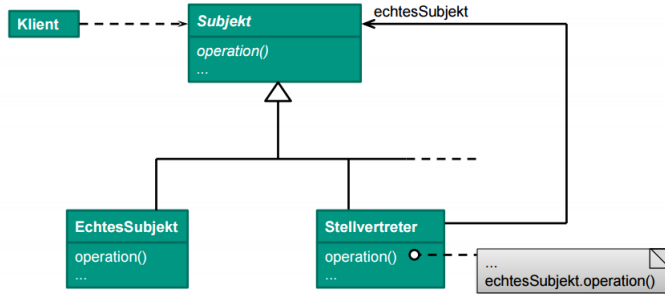 Klient
Subjekt
operation()
...
echtesSubjekt
EchtesSubjekt
operation()
...
Stellvertreter
operation()
...
...
echtesSubjekt.operation()